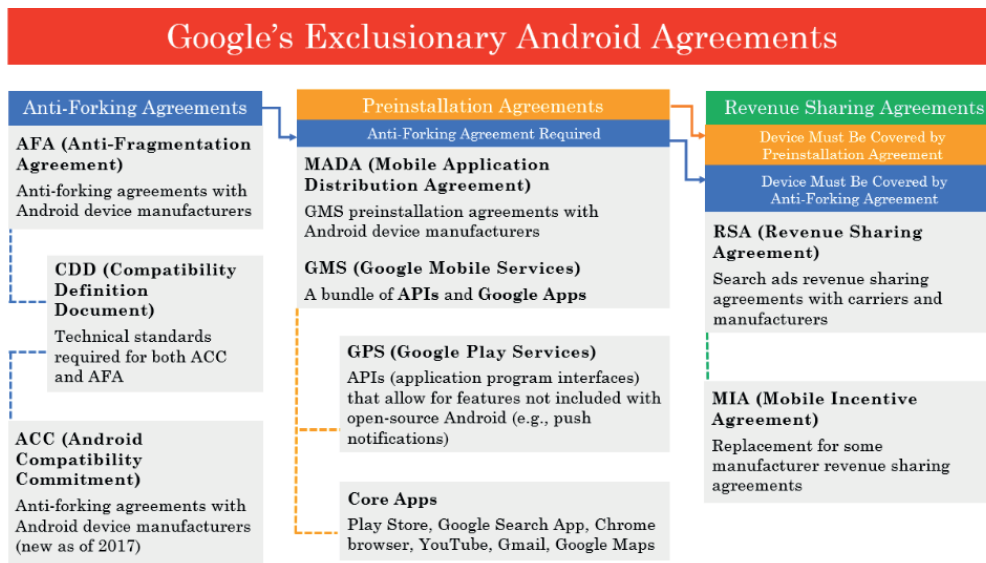 Google's Exclusionary Android Agreements
Anti-Forking Agreements
AFA (Anti-Fragmentation
Agreement)
Anti-forking agreements with
Android device manufacturers
CDD (Compatibility
Definition
Document)
Technical standards
required for both ACC
and AFA
ACC (Android
Compatibility
Commitment)
Anti-forking agreements with
Android device manufacturers
(new as of 2017)
Preinstallation Agreements
Anti-Forking Agreement Required
MADA (Mobile Application
Distribution Agreement)
GMS preinstallation agreements with
Android device manufacturers
GMS (Google Mobile Services)
A bundle of APIs and Google Apps
GPS (Google Play Services)
APIs (application program interfaces)
that allow for features not included with
open-source Android (e.g., push
notifications)
Core Apps
Play Store, Google Search App, Chrome
browser, YouTube, Gmail, Google Maps
Revenue Sharing Agreements
Device Must Be Covered by
Preinstallation Agreement
Device Must Be Covered by
Anti-Forking Agreement
RSA (Revenue Sharing
Agreement)
Search ads revenue sharing
agreements with carriers and
manufacturers
MIA (Mobile Incentive
Agreement)
Replacement for some
manufacturer revenue sharing
agreements